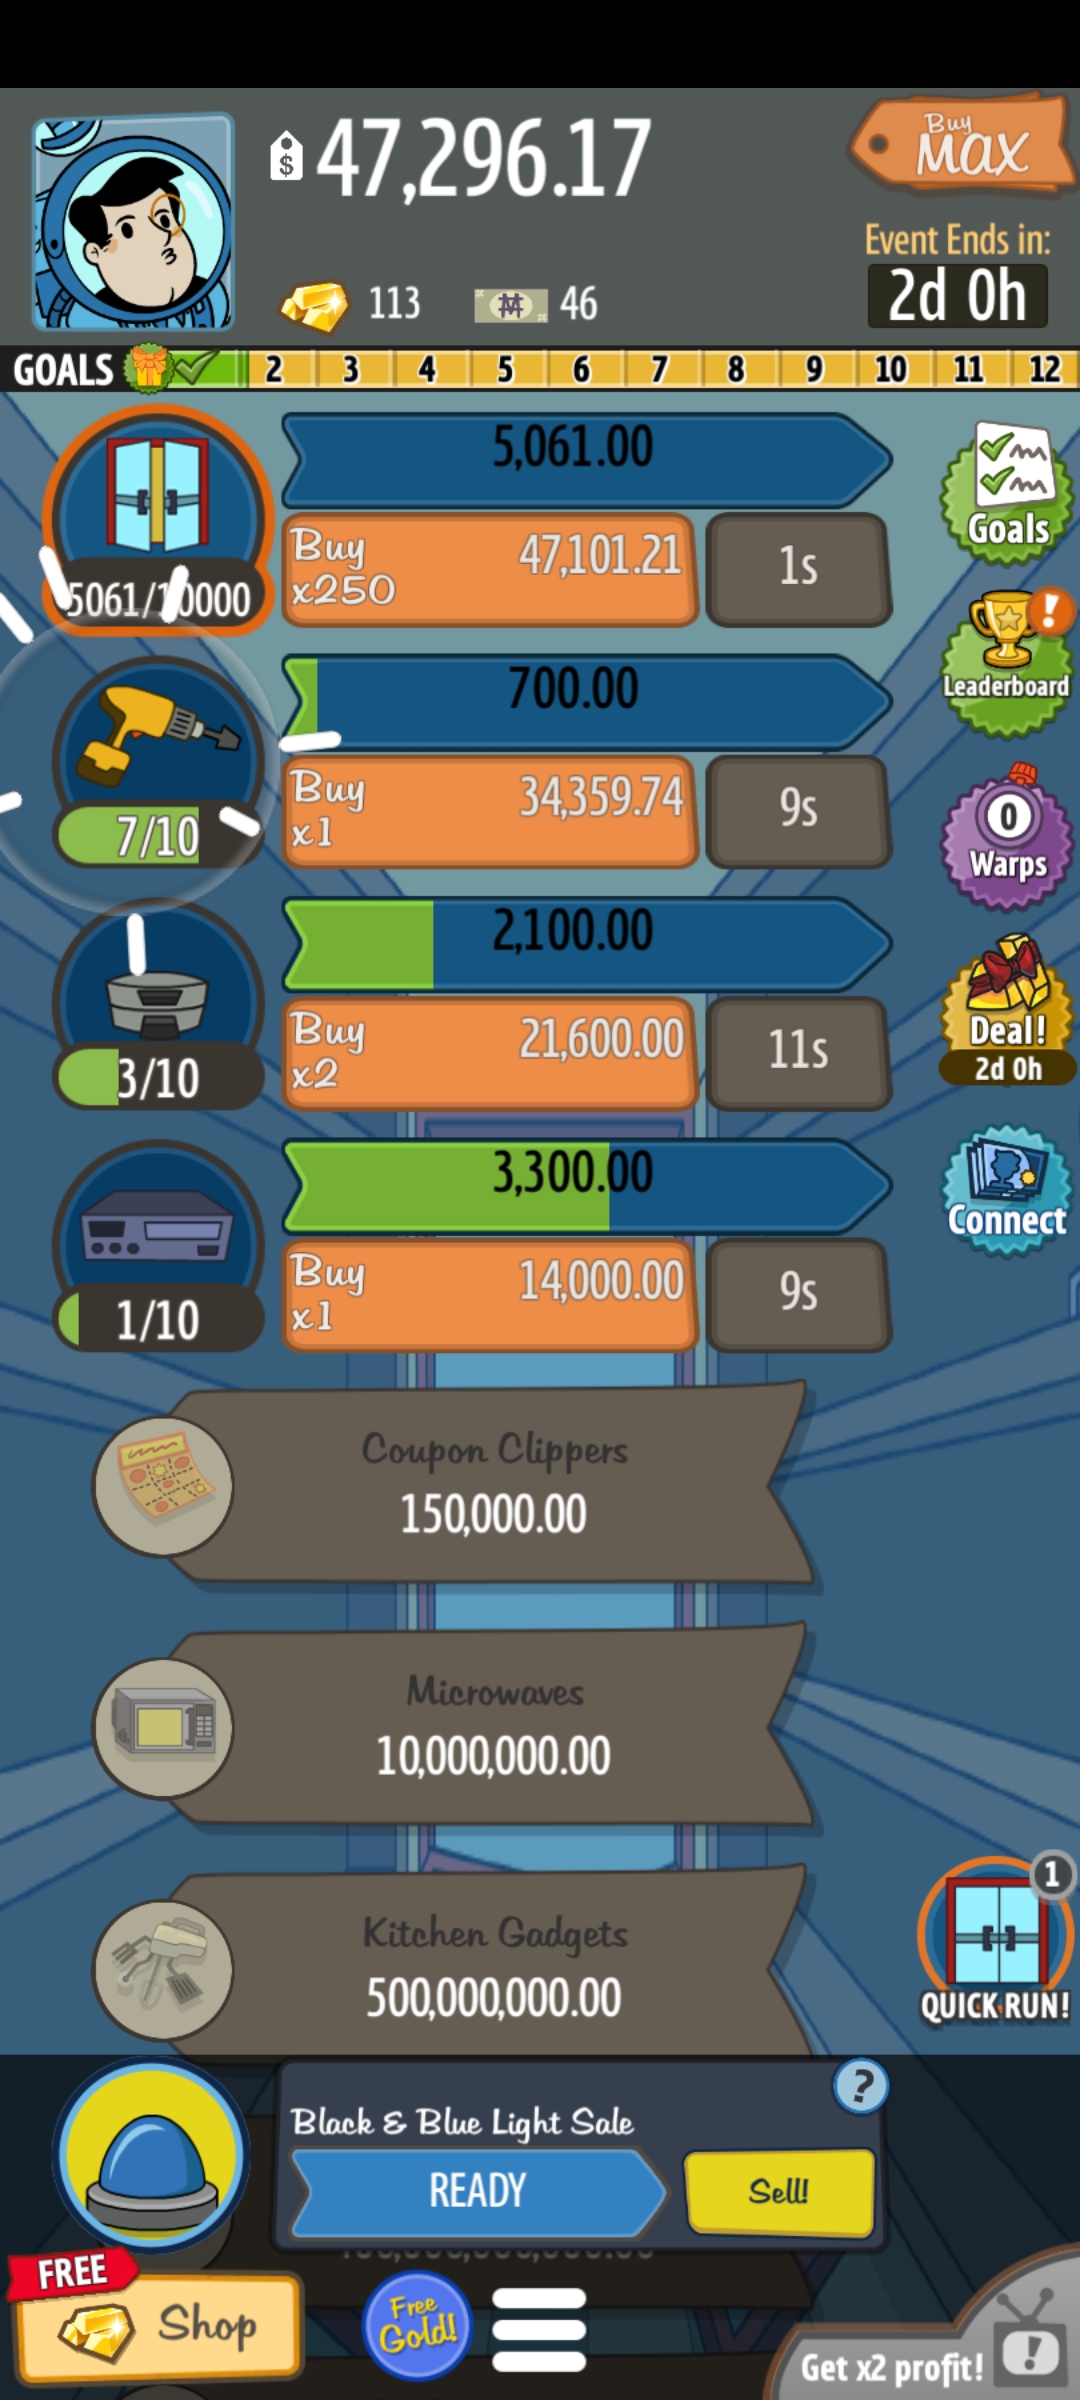 47,296.17
Buy
MAX
Event Ends in:
2d 0h
113
46
GOALS 2 3 4 5 6 7 8 9 10 11 12
5,061.00
Buy
x250
47,101.21
1s
5061/10000
Goals
700.00
Leaderboard
Buy
x1
34,359.74
9s
7/10
0
Warps
2,100.00
Buy
x2
21,600.00
11s
3/10
Deal!
2d 0h
3,300.00
Buy
x1
14,000.00
9s
1/10
Connect
Coupon Clippers
150,000.00
Microwaves
10,000,000.00
Kitchen Gadgets
500,000,000.00
1
QUICK RUN!
Black & Blue Light Sale
?
READY
Sell!
FREE
Shop
Free
Gold!
Get x2 profit!